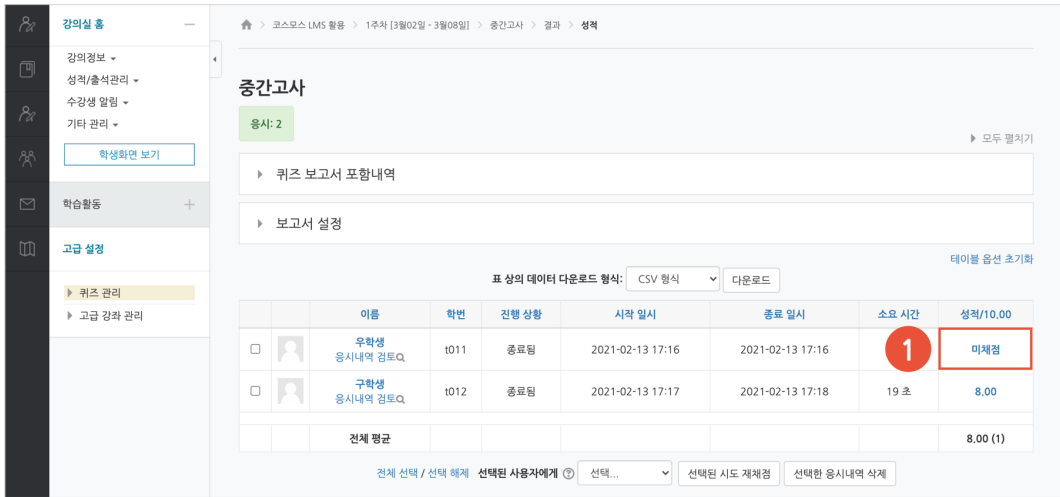 강의실 홈
강의정보
성적/출석관리
수강생 알림
기타 관리
학생화면 보기
학습활동
고급 설정
퀴즈 관리
고급 강좌 관리
코스모스 LMS 활용 > 1주차 [3월02일 - 3월08일] > 중간고사 > 결과 > 성적
중간고사
응시: 2
모두 펼치기
퀴즈 보고서 포함내역
보고서 설정
테이블 옵션 초기화
표 상의 데이터 다운로드 형식: CSV 형식 다운로드
이름 학번 진행 상황 시작 일시 종료 일시 소요 시간 성적/10.00
우학생
응시내역 검토 t011 종료됨 2021-02-13 17:16 2021-02-13 17:16 1 미채점
구학생
응시내역 검토 t012 종료됨 2021-02-13 17:17 2021-02-13 17:18 19 초 8.00
전체 평균 8.00 (1)
전체 선택 / 선택 해제 선택된 사용자에게 ? 선택... 선택된 시도 재채점 선택한 응시내역 삭제